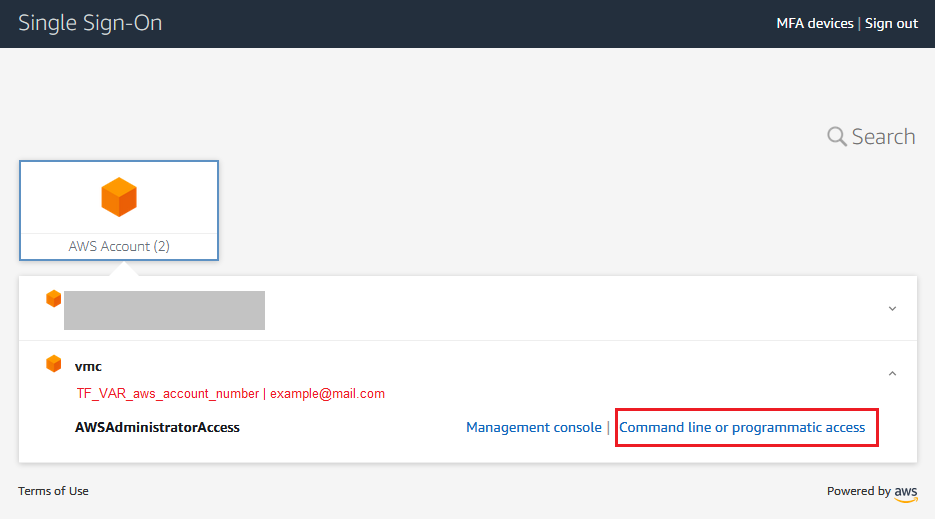 Single Sign-On
MFA devices | Sign out
Search
AWS Account (2)
vmc
TF_VAR_aws_account_number | example@mail.com
AWSAdministratorAccess
Management console | Command line or programmatic access
Terms of Use
Powered by aws